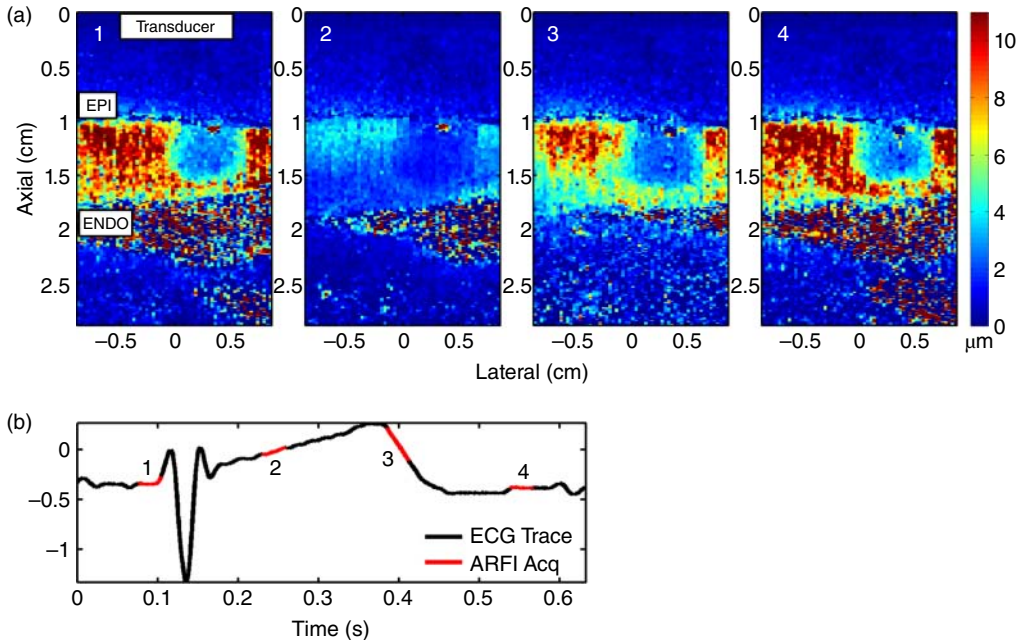 (a)
1 Transducer 2 3 4
EPI
ENDO
0 0 0 0
0.5 0.5 0.5 0.5
1 1 1 1
1.5 1.5 1.5 1.5
2 2 2 2
2.5 2.5 2.5 2.5
Axial (cm)
−0.5 0 0.5 −0.5 0 0.5 −0.5 0 0.5 −0.5 0 0.5
Lateral (cm)
10
8
6
4
2
0
μm
(b)
0
−0.5
−1
1 2 3 4
ECG Trace
ARFI Acq
0 0.1 0.2 0.3 0.4 0.5 0.6
Time (s)